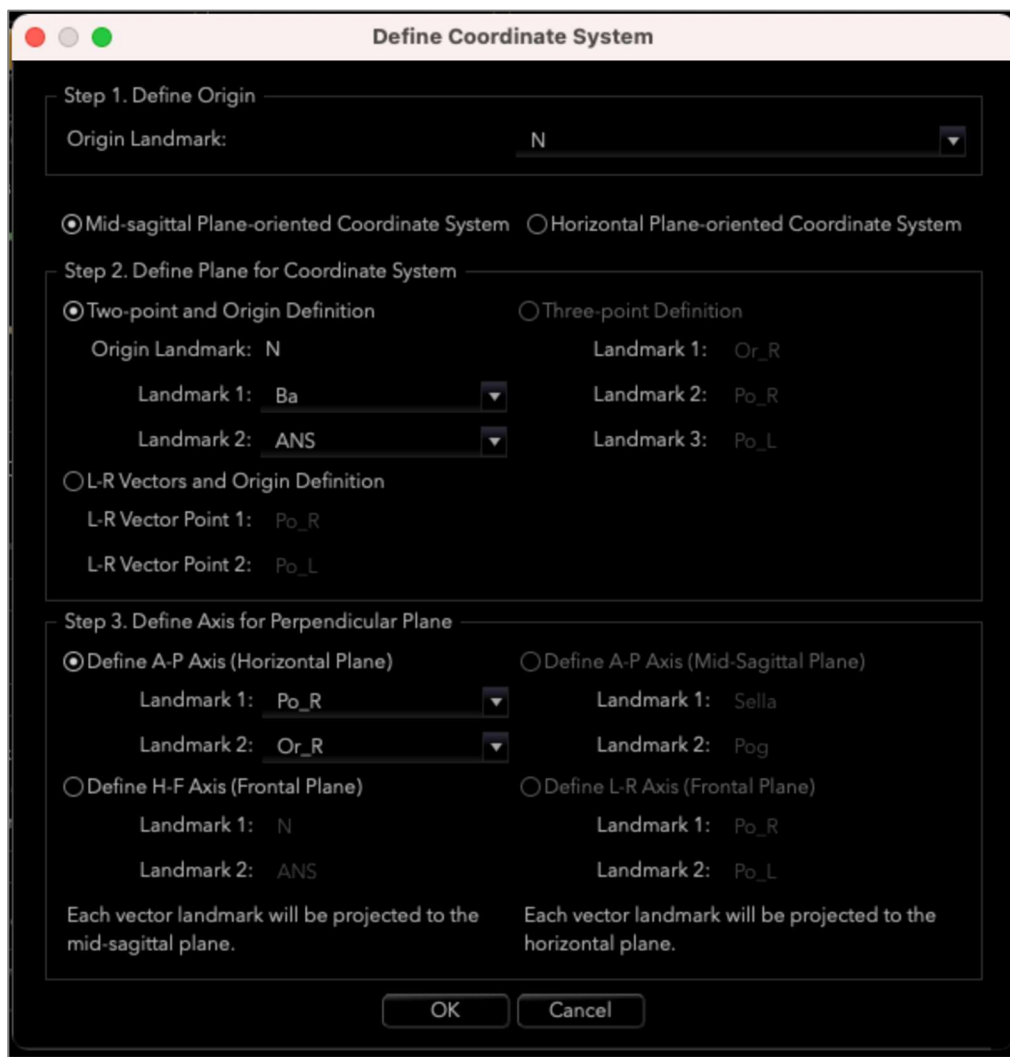 Define Coordinate System
Step 1. Define Origin
Origin Landmark: N
Mid-sagittal Plane-oriented Coordinate System Horizontal Plane-oriented Coordinate System
Step 2. Define Plane for Coordinate System
Two-point and Origin Definition Three-point Definition
Origin Landmark: N Landmark 1: Or_R
Landmark 1: Ba Landmark 2: Po_R
Landmark 2: ANS Landmark 3: Po_L
L-R Vectors and Origin Definition
L-R Vector Point 1: Po_R
L-R Vector Point 2: Po_L
Step 3. Define Axis for Perpendicular Plane
Define A-P Axis (Horizontal Plane) Define A-P Axis (Mid-Sagittal Plane)
Landmark 1: Po_R Landmark 1: Sella
Landmark 2: Or_R Landmark 2: Pog
Define H-F Axis (Frontal Plane) Define L-R Axis (Frontal Plane)
Landmark 1: N Landmark 1: Po_R
Landmark 2: ANS Landmark 2: Po_L
Each vector landmark will be projected to the Each vector landmark will be projected to the
mid-sagittal plane. horizontal plane.
OK Cancel